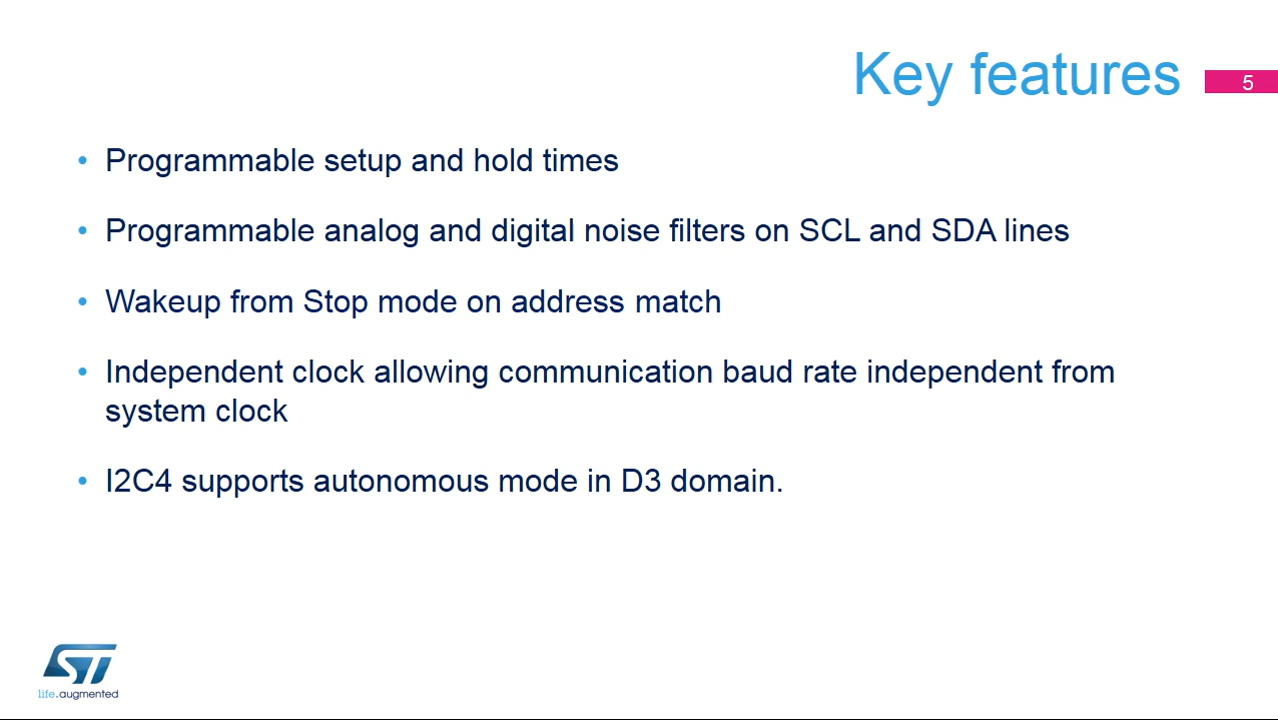 Key features
5
• Programmable setup and hold times
• Programmable analog and digital noise filters on SCL and SDA lines
• Wakeup from Stop mode on address match
• Independent clock allowing communication baud rate independent from
system clock
• I2C4 supports autonomous mode in D3 domain.
ST
life.augmented